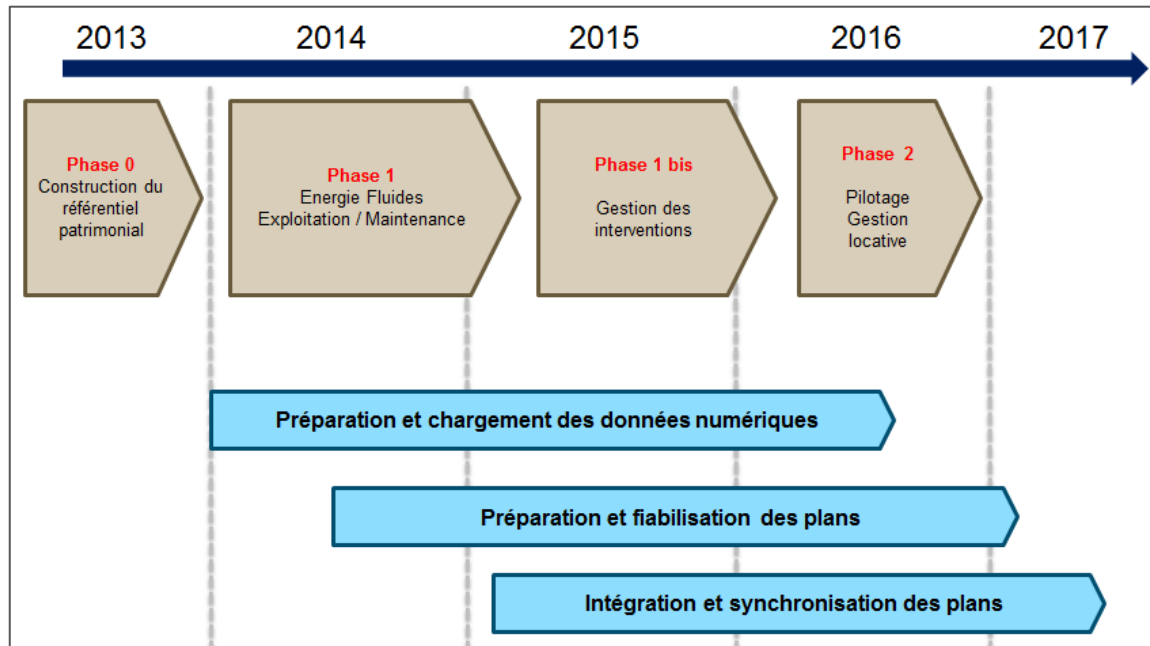 2013 2014 2015 2016 2017
Phase 0
Construction du
référentiel
patrimonial
Phase 1
Energie Fluides
Exploitation / Maintenance
Phase 1 bis
Gestion des
interventions
Phase 2
Pilotage
Gestion
locative
Préparation et chargement des données numériques
Préparation et fiabilisation des plans
Intégration et synchronisation des plans